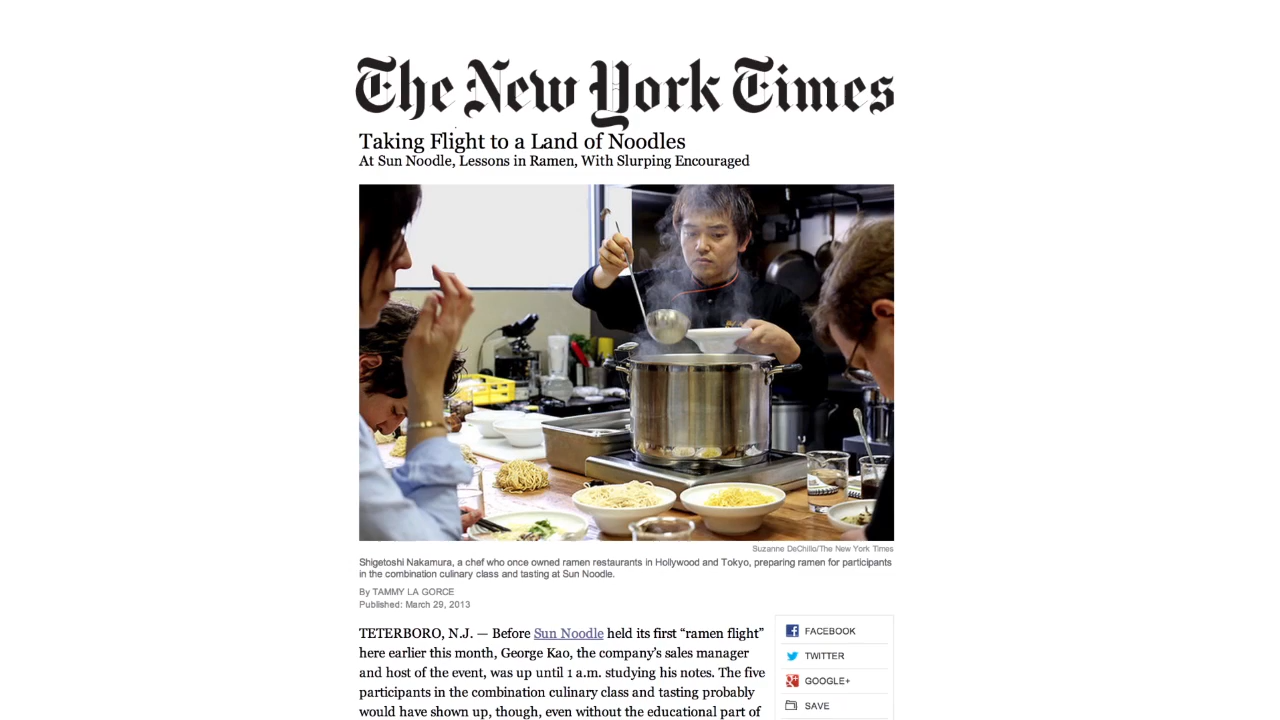 The New York Times
Taking Flight to a Land of Noodles
At Sun Noodle, Lessons in Ramen, With Slurping Encouraged
Suzanne DeChillo/The New York Times
Shigetoshi Nakamura, a chef who once owned ramen restaurants in Hollywood and Tokyo, preparing ramen for participants
in the combination culinary class and tasting at Sun Noodle.
By TAMMY LA GORCE
Published: March 29, 2013
TETERBORO, N.J. — Before Sun Noodle held its first “ramen flight”
here earlier this month, George Kao, the company’s sales manager
and host of the event, was up until 1 a.m. studying his notes. The five
participants in the combination culinary class and tasting probably
would have shown up, though, even without the educational part of
FACEBOOK
TWITTER
GOOGLE+
SAVE